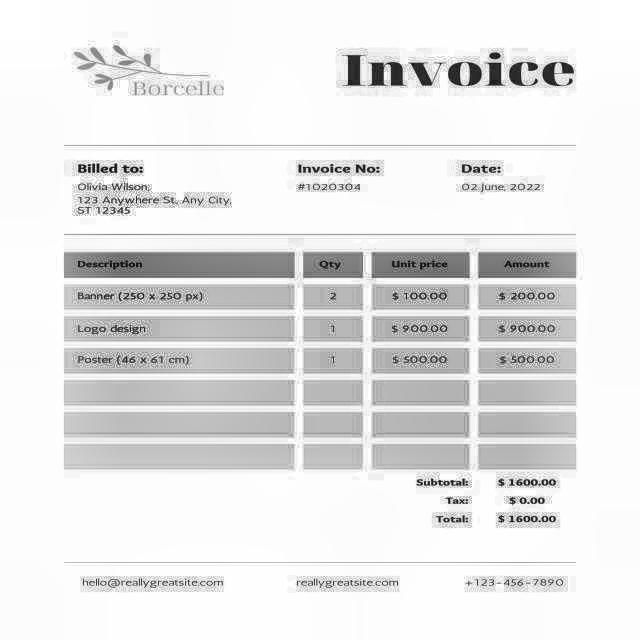 Borcelle
Invoice
Billed to:
Invoice No:
Date:
Olivia Wilson,
#1020304
02 june, 2022
123 Anywhere St, Any City,
ST 12345
Description Qty Unit price Amount
Banner (250 x 250 px) 2 $ 100.00 $ 200.00
Logo design 1 $ 900.00 $ 900.00
Poster (46 x 61 cm) 1 $ 500.00 $ 500.00
Subtotal: $ 1600.00
Tax: $ 0.00
Total: $ 1600.00
hello@reallygreatsite.com reallygreatsite.com +123-456-7890